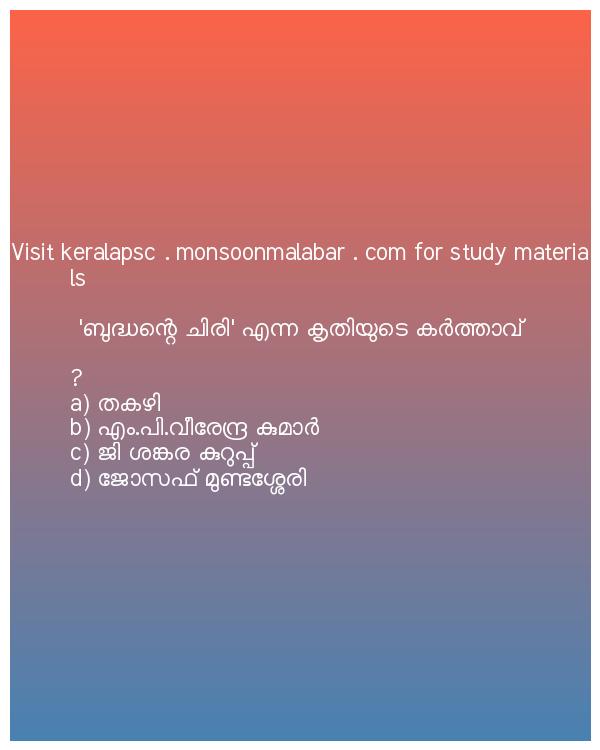 Visit keralapsc . monsoonmalabar . com for study materia
ls
'ബുദ്ധന്റെ ചിരി' എന്ന കൃതിയുടെ കർത്താവ്
?
a) തകഴി
b) എം.പി.വീരേന്ദ്ര കുമാർ
c) ജി ശങ്കര കുറുപ്പ്
d) ജോസഫ് മുണ്ടശ്ശേരി